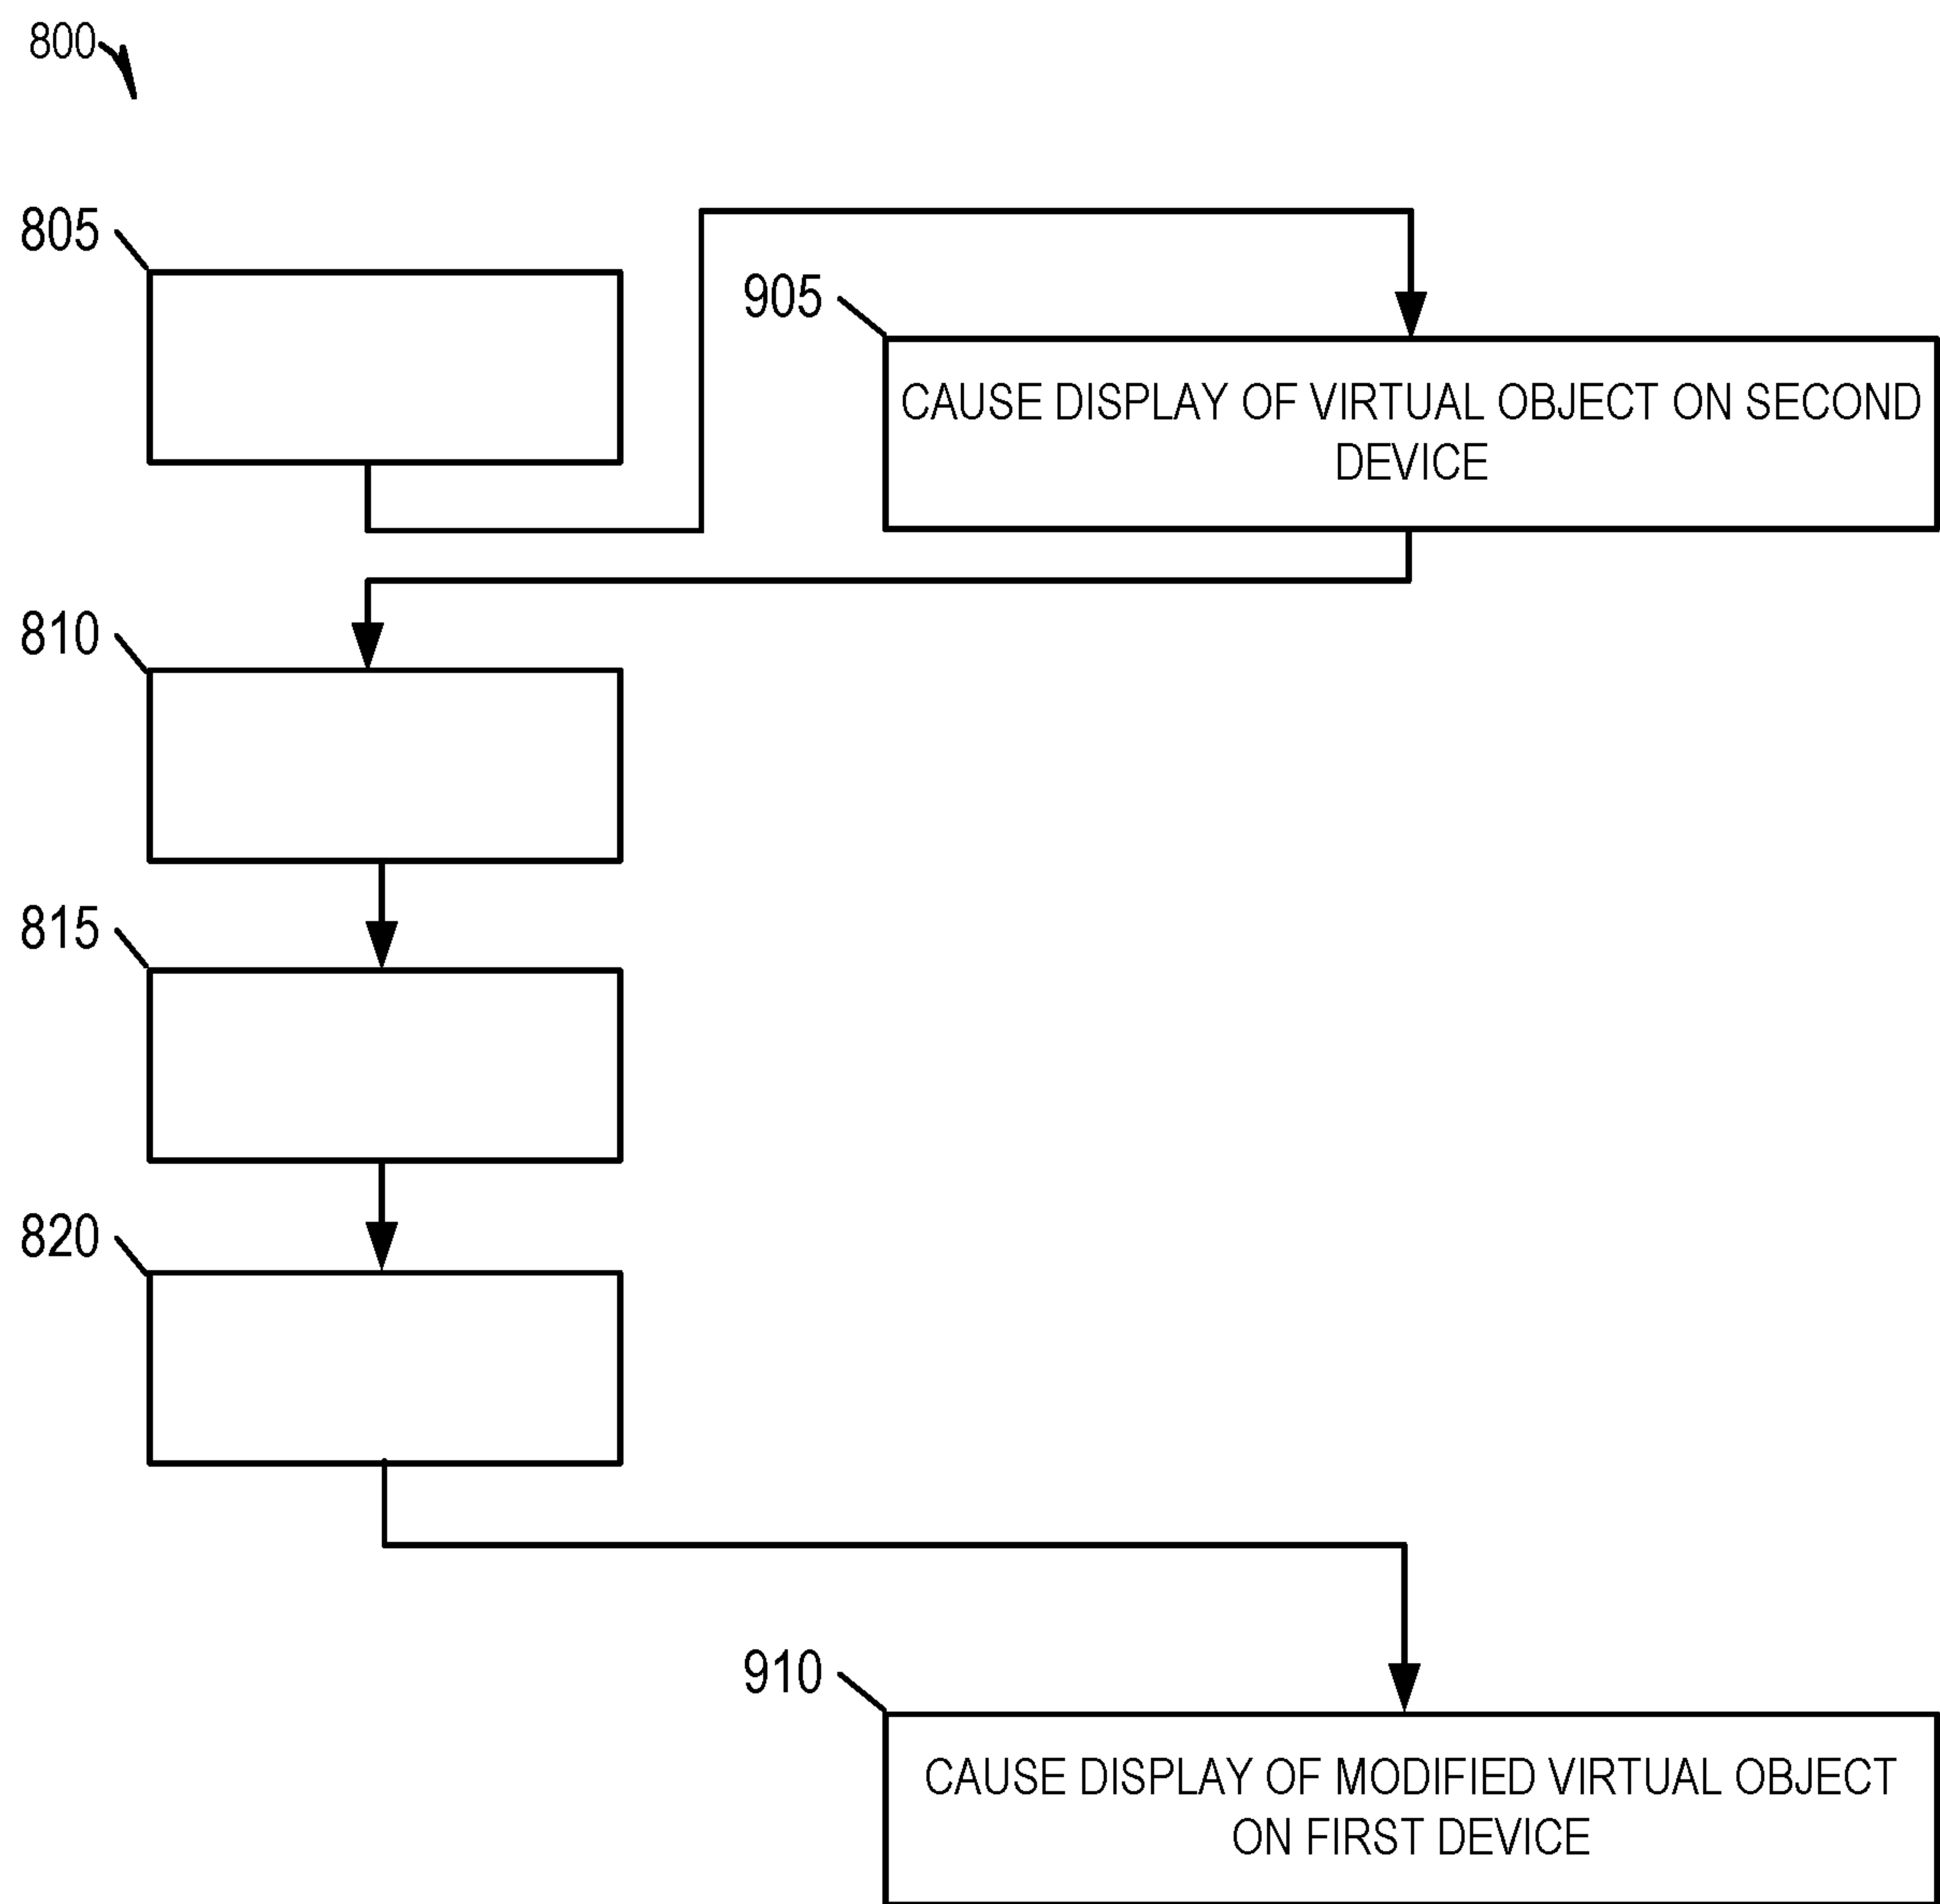 800
805
905
CAUSE DISPLAY OF VIRTUAL OBJECT ON SECOND
DEVICE
810
815
820
910
CAUSE DISPLAY OF MODIFIED VIRTUAL OBJECT
ON FIRST DEVICE